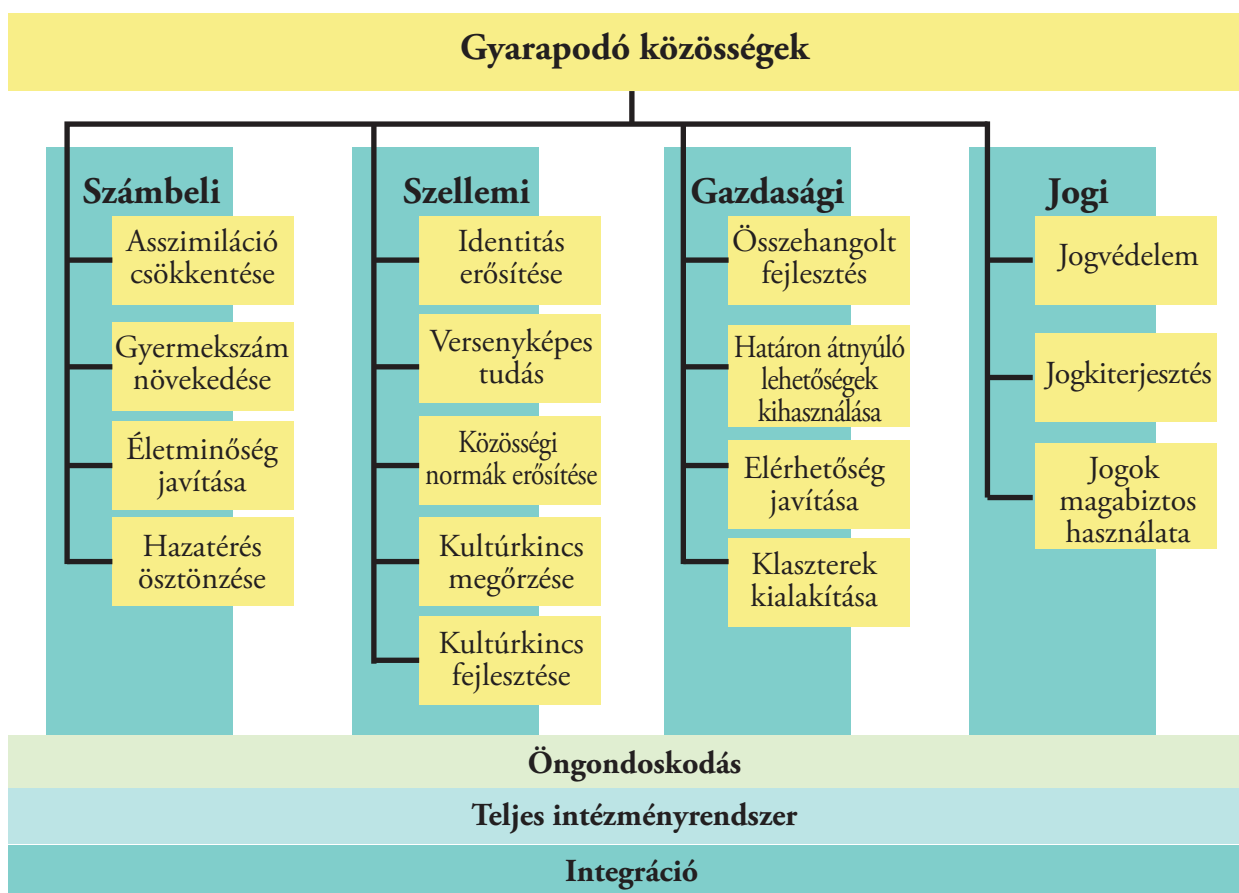 Gyarapodó közösségek
Számbeli
Asszimiláció
csökkentése
Gyermekszám
növekedése
Életminőség
javítása
Hazatérés
ösztönzése
Szellemi
Identitás
erősítése
Versenyképes
tudás
Közösségi
normák erősítése
Kultúrkincs
megőrzése
Kultúrkincs
fejlesztése
Gazdasági
Összehangolt
fejlesztés
Határon átnyúló
lehetőségek
kihasználása
Elérhetőség
javítása
Klaszterek
kialakítása
Jogi
Jogvédelem
Jogkiterjesztés
Jogok
magabiztos
használata
Öngondoskodás
Teljes intézményrendszer
Integráció